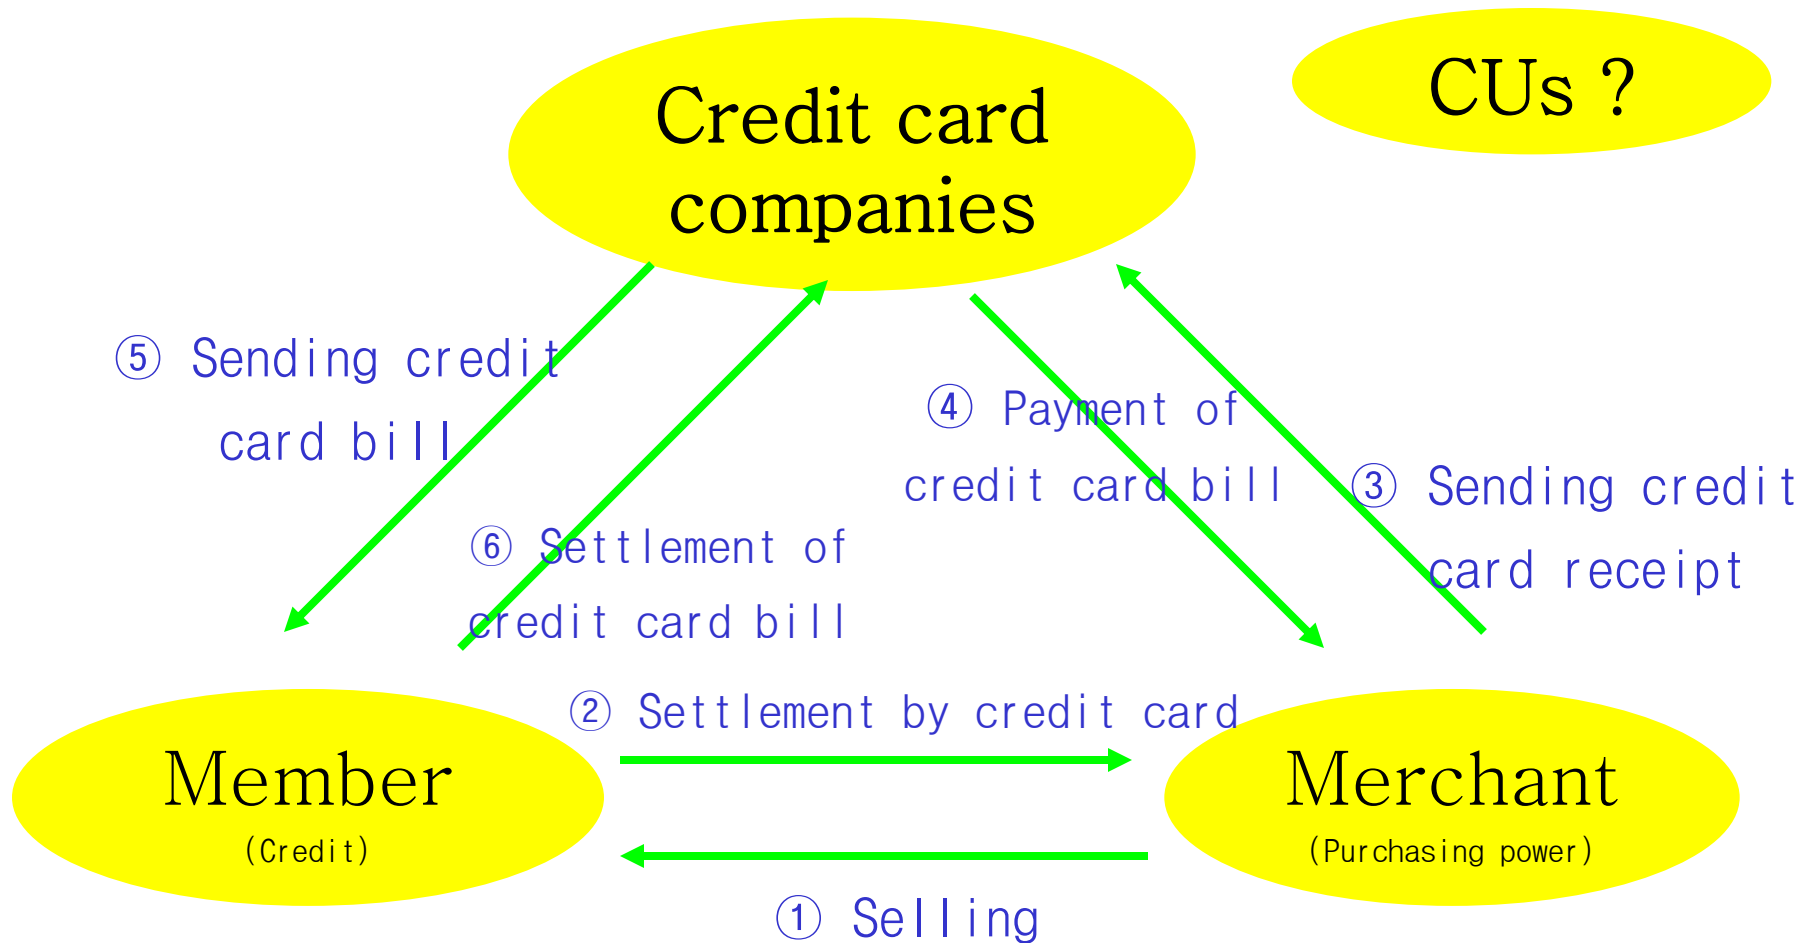 Credit card
companies
CUs ?
⑤ Sending credit
card bill
④ Payment of
credit card bill
③ Sending credit
card receipt
⑥ Settlement of
credit card bill
② Settlement by credit card
Member
(Credit)
Merchant
(Purchasing power)
① Selling